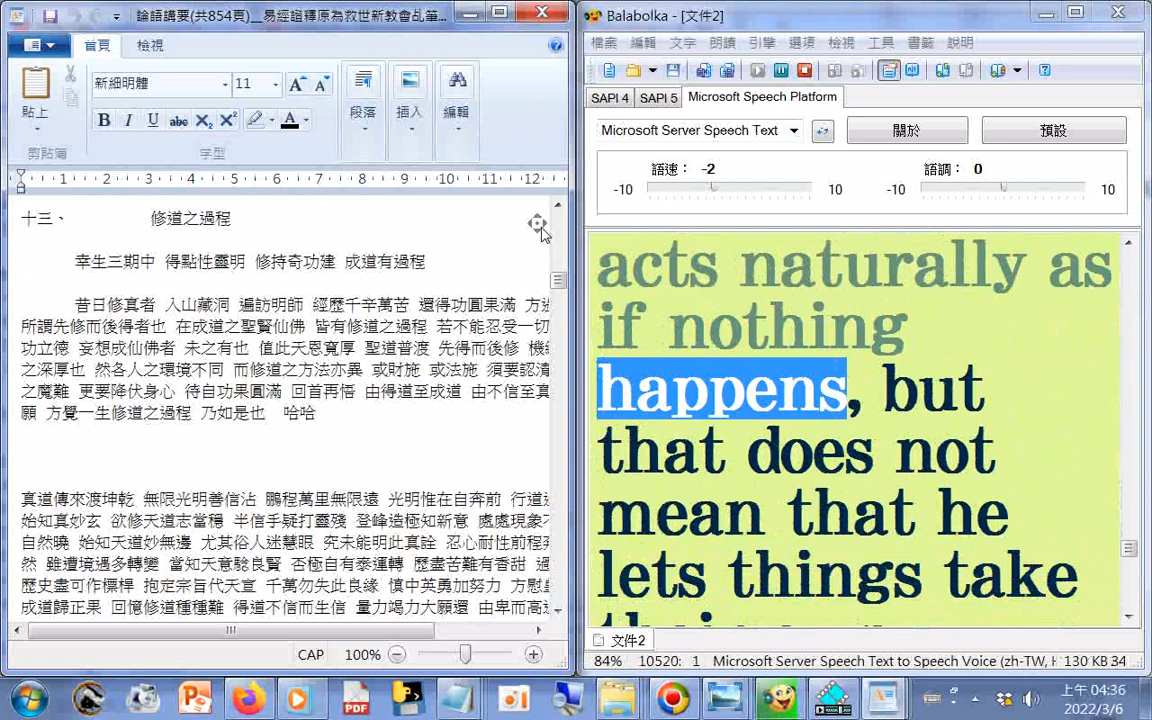 論語講要(共854頁)__易經證釋原為救世新教會乩筆...
首頁 檢視
新細明體 11
貼上
B I U abc X₂ X² A
段落 插入 編輯
剪貼簿 字型
1 2 3 4 5 6 7 8 9 10 11 12
十三、 修道之過程
幸生三期中 得點性靈明 修持奇功建 成道有過程
昔日修真者 入山藏洞 遍訪明師 經歷千辛萬苦 還得功圓果滿 方
所謂先修而後得者也 在成道之聖賢仙佛 皆有修道之過程 若不能忍受一切
功立德 妄想成仙佛者 未之有也 值此天恩寬厚 聖道普渡 先得而後修 機
之深厚也 然各人之環境不同 而修道之方法亦異 或財施 或法施 須要認清
之魔難 更要降伏身心 待自功果圓滿 回首再悟 由得道至成道 由不信至真
願 方覺一生修道之過程 乃如是也 哈哈
真道傳來渡坤乾 無限光明善信沾 鵬程萬里無限遠 光明惟在自奔前 行道
始知真妙玄 欲修天道志當穩 半信乎疑打靈殘 登峰造極知新意 處處現象
自然曉 始知天道妙無邊 尤其俗人迷慧眼 究未能明此真詮 忍心耐性前程
然 雖遭境遇多轉變 當知天意驗良賢 否極自有泰運轉 歷盡苦難有香甜
歷史盡可作標桿 抱定宗旨代天宣 千萬勿失此良緣 慎中英勇加努力 方慰
成道歸正果 回憶修道種種難 得道不信而生信 量力竭力大願還 由卑而高
CAP 100%
Balabolka - [文件2]
檔案 編輯 文字 朗讀 引擎 選項 檢視 工具 書籤 說明
SAPI 4 SAPI 5 Microsoft Speech Platform
Microsoft Server Speech Text 關於 預設
語速： -2 語調： 0
-10 10 -10 10
acts naturally as
if nothing
happens, but
that does not
mean that he
lets things take
文件2
84% 10520: 1 Microsoft Server Speech Text to Speech Voice (zh-TW, H 130 KB 34
上午 04:36
2022/3/6